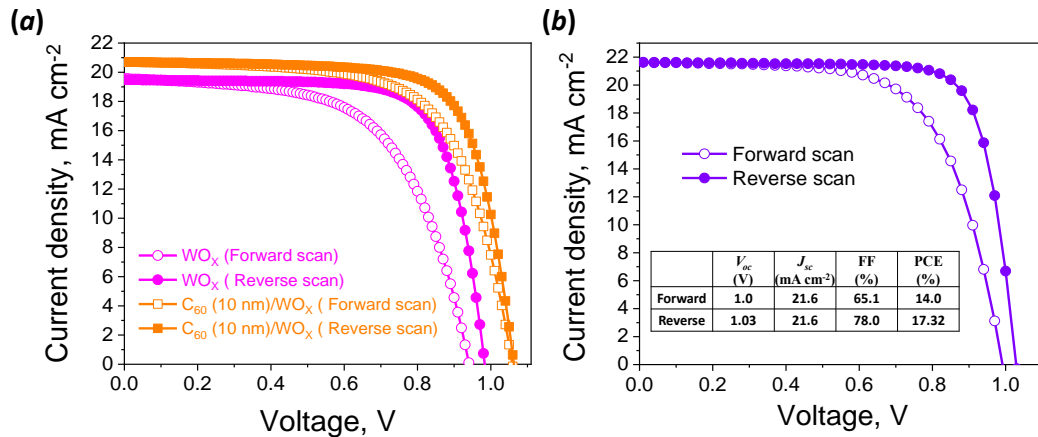 (a)
Current density, mA cm⁻²
22
20
18
16
14
12
10
8
6
4
2
0
WOₓ (Forward scan)
WOₓ ( Reverse scan)
C₆₀ (10 nm)/WOₓ ( Forward scan)
C₆₀ (10 nm)/WOₓ ( Reverse scan)
0.0 0.2 0.4 0.6 0.8 1.0
Voltage, V
(b)
Current density, mA cm⁻²
22
20
18
16
14
12
10
8
6
4
2
0
Forward scan
Reverse scan
Voc (V) Jsc (mA cm⁻²) FF (%) PCE (%)
Forward 1.0 21.6 65.1 14.0
Reverse 1.03 21.6 78.0 17.32
0.0 0.2 0.4 0.6 0.8 1.0
Voltage, V